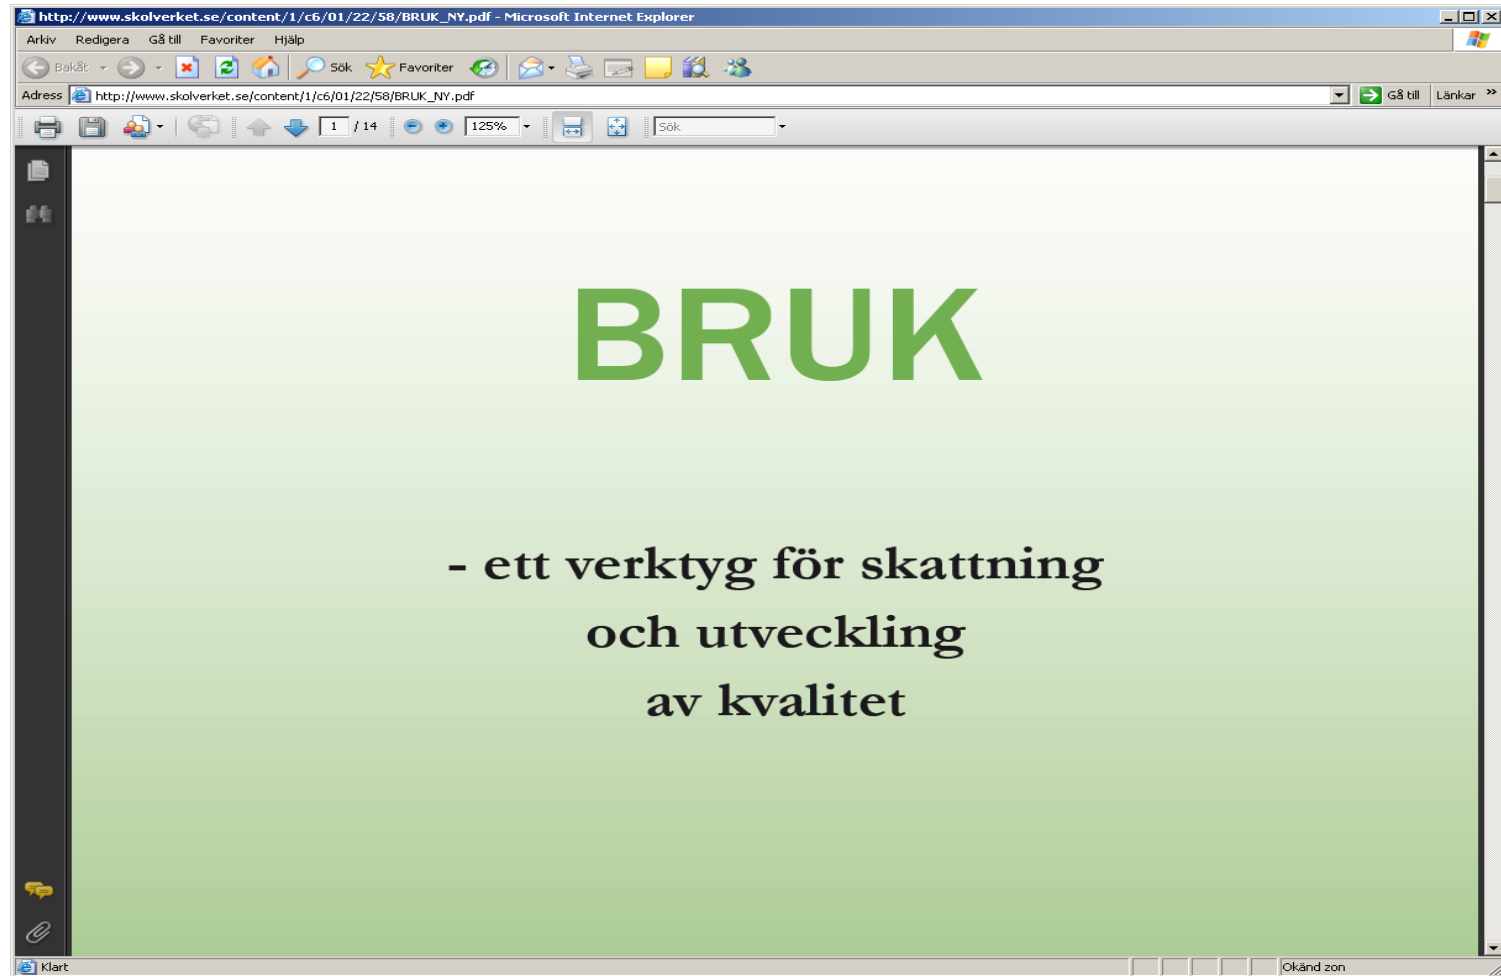 http://www.skolverket.se/content/1/c6/01/22/58/BRUK_NY.pdf - Microsoft Internet Explorer
Arkiv Redigera Gå till Favoriter Hjälp
Bakåt Sök Favoriter
Adress http://www.skolverket.se/content/1/c6/01/22/58/BRUK_NY.pdf Gå till Länkar »
1 / 14 125% Sök
BRUK
- ett verktyg för skattning
och utveckling
av kvalitet
Klart Okänd zon